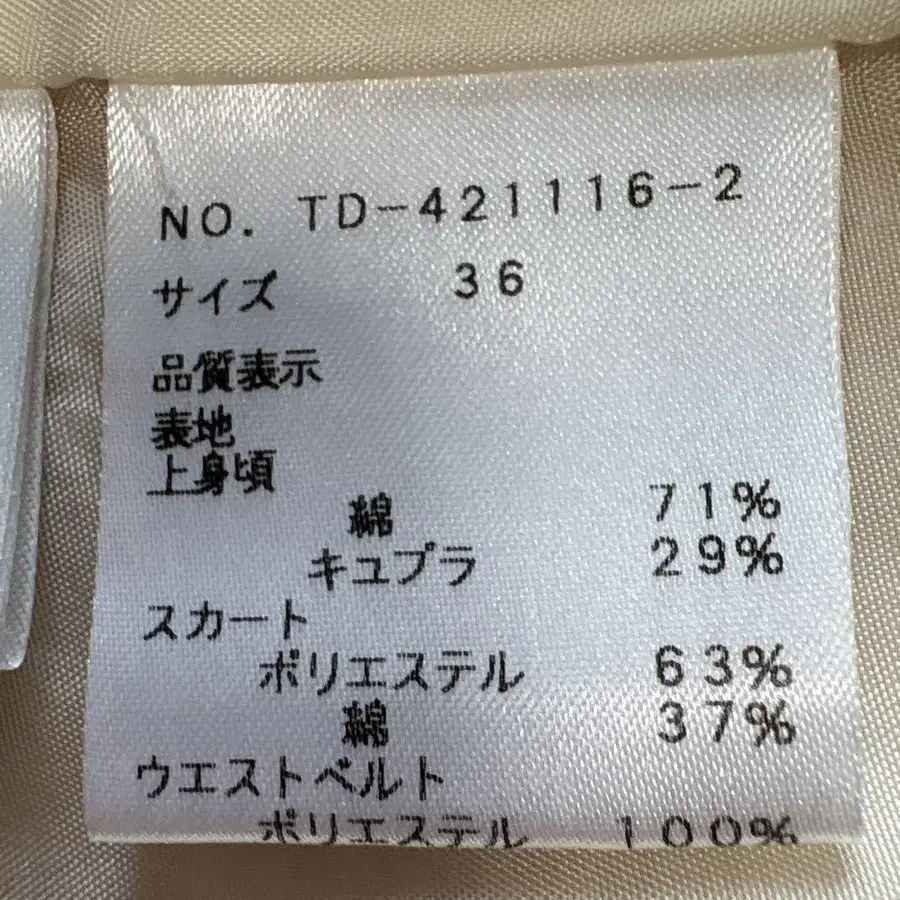 NO. TD-421116-2
サイズ 36
品質表示
表地
上身頃
綿 71%
キュプラ 29%
スカート
ポリエステル 63%
綿 37%
ウエストベルト
ポリエステル 100%